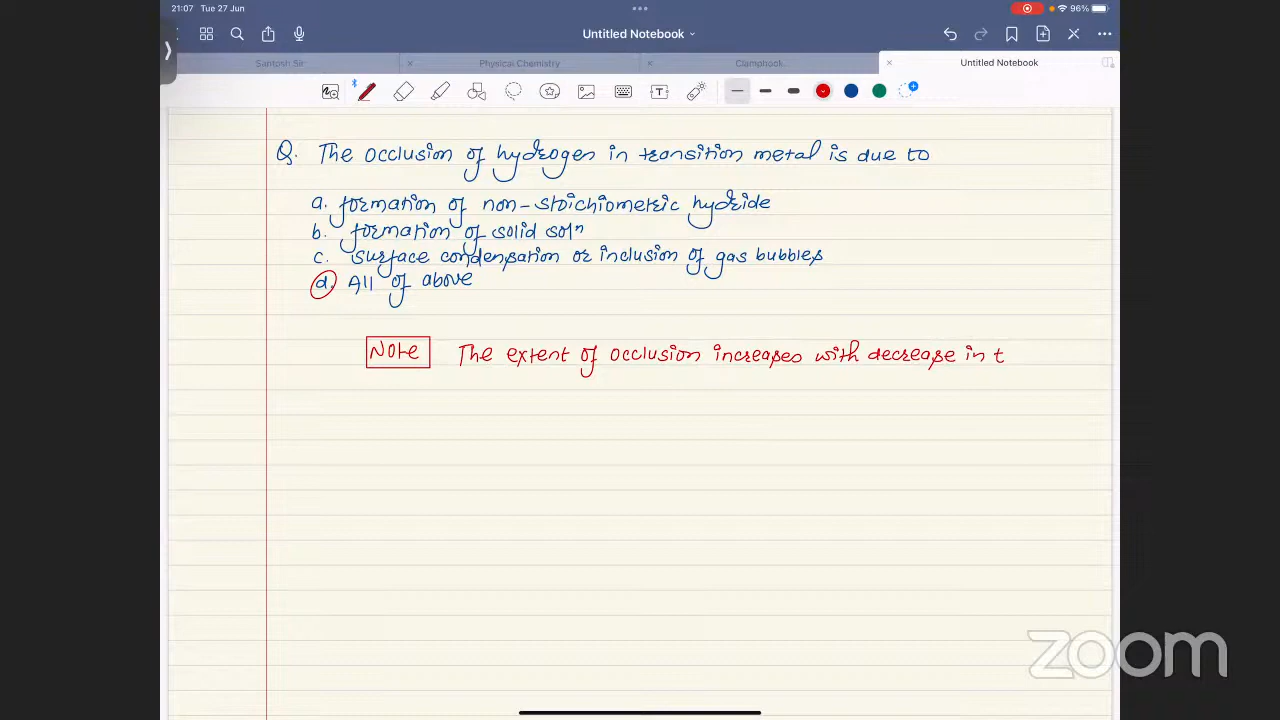 21:07 Tue 27 Jun
96%
Untitled Notebook
Santosh Sir
Physical Chemistry
Clampbook
Untitled Notebook
Q. The occlusion of hydrogen in transition metal is due to
a. formation of non-stoichiometric hydride
b. formation of solid solⁿ
c. surface condensation or inclusion of gas bubbles
d. All of above
Note The extent of occlusion increases with decrease in t
zoom